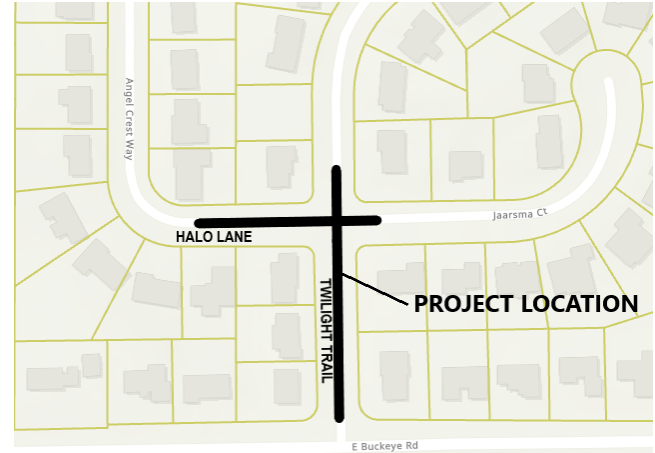 Angel Crest Way
Jaarsma Ct
HALO LANE
TWILIGHT TRAIL
PROJECT LOCATION
E Buckeye Rd